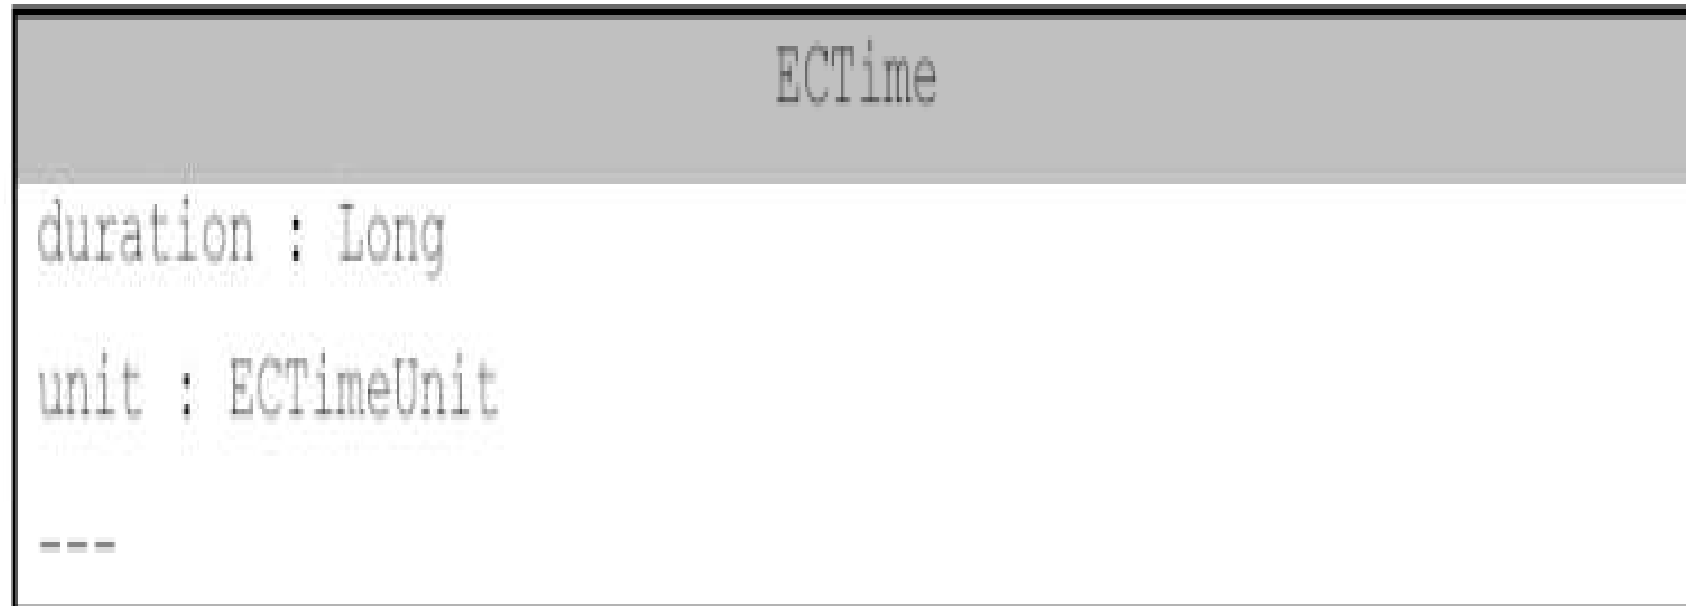 ECTime
duration : Long
unit : ECTimeUnit
---